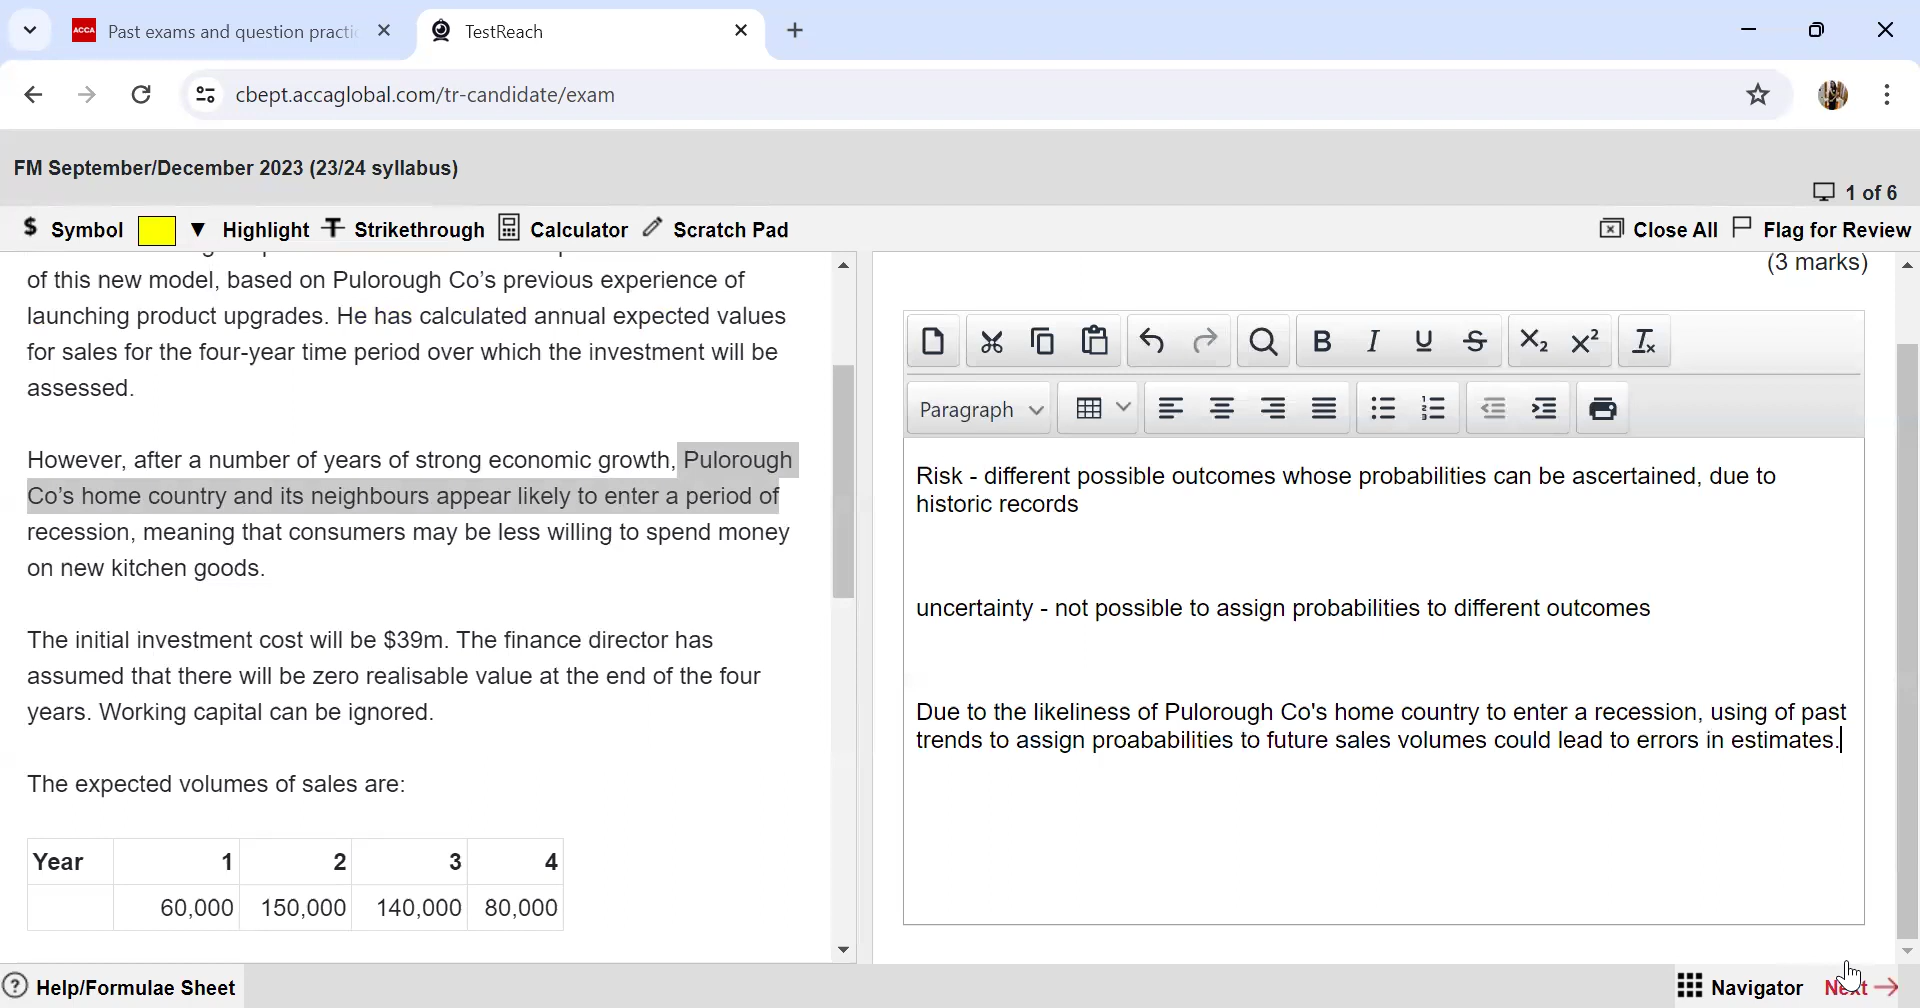 ACCA Past exams and question practi
TestReach
cbept.accaglobal.com/tr-candidate/exam
FM September/December 2023 (23/24 syllabus)
1 of 6
$ Symbol Highlight Strikethrough Calculator Scratch Pad Close All Flag for Review
of this new model, based on Pulorough Co's previous experience of
launching product upgrades. He has calculated annual expected values
for sales for the four-year time period over which the investment will be
assessed.
However, after a number of years of strong economic growth, Pulorough
Co's home country and its neighbours appear likely to enter a period of
recession, meaning that consumers may be less willing to spend money
on new kitchen goods.
The initial investment cost will be $39m. The finance director has
assumed that there will be zero realisable value at the end of the four
years. Working capital can be ignored.
The expected volumes of sales are:
Year 1 2 3 4
60,000 150,000 140,000 80,000
(3 marks)
Paragraph
Risk - different possible outcomes whose probabilities can be ascertained, due to
historic records
uncertainty - not possible to assign probabilities to different outcomes
Due to the likeliness of Pulorough Co's home country to enter a recession, using of past
trends to assign proababilities to future sales volumes could lead to errors in estimates.
Help/Formulae Sheet
Navigator Next